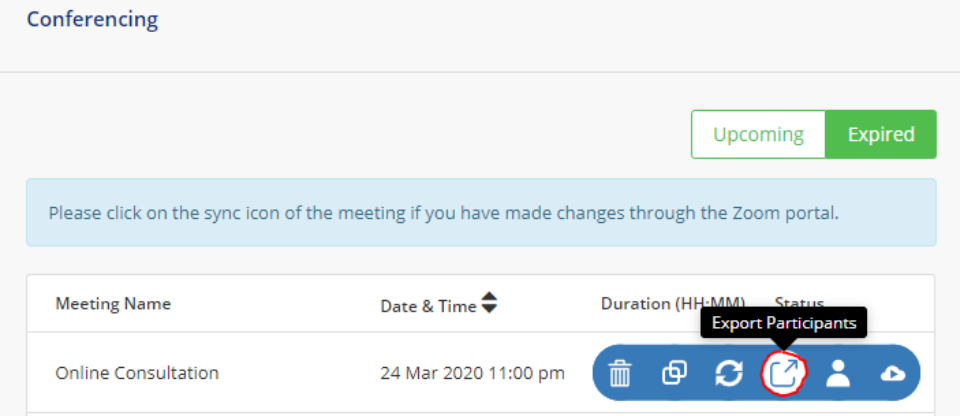 Conferencing
Upcoming Expired
Please click on the sync icon of the meeting if you have made changes through the Zoom portal.
Meeting Name Date & Time Duration (HH:MM) Status
Export Participants
Online Consultation 24 Mar 2020 11:00 pm